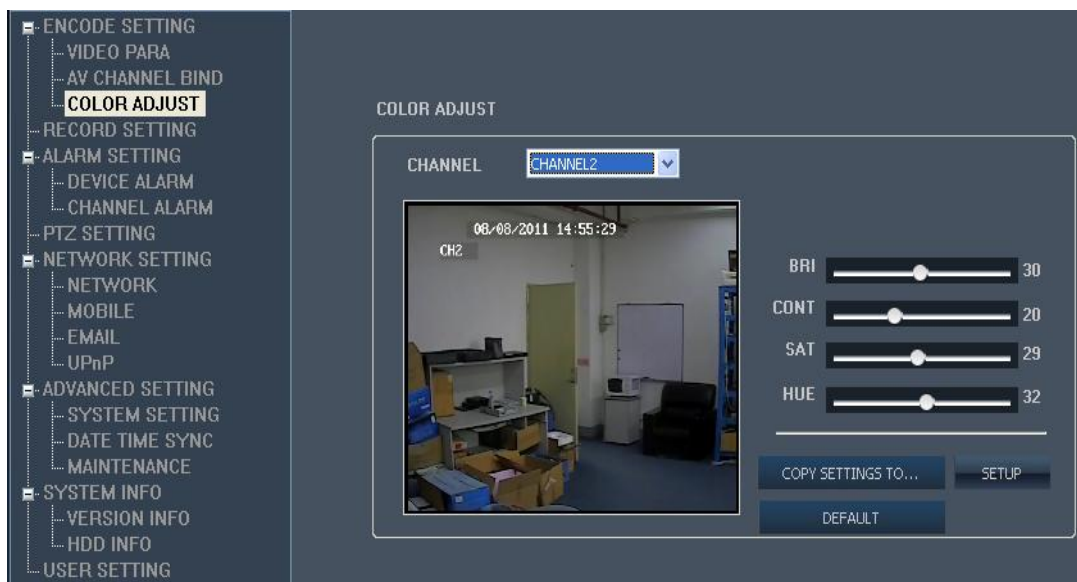 ENCODE SETTING
VIDEO PARA
AV CHANNEL BIND
COLOR ADJUST
RECORD SETTING
ALARM SETTING
DEVICE ALARM
CHANNEL ALARM
PTZ SETTING
NETWORK SETTING
NETWORK
MOBILE
EMAIL
UPnP
ADVANCED SETTING
SYSTEM SETTING
DATE TIME SYNC
MAINTENANCE
SYSTEM INFO
VERSION INFO
HDD INFO
USER SETTING
COLOR ADJUST
CHANNEL CHANNEL2
08/08/2011 14:55:29
CH2
BRI 30
CONT 20
SAT 29
HUE 32
COPY SETTINGS TO... SETUP
DEFAULT